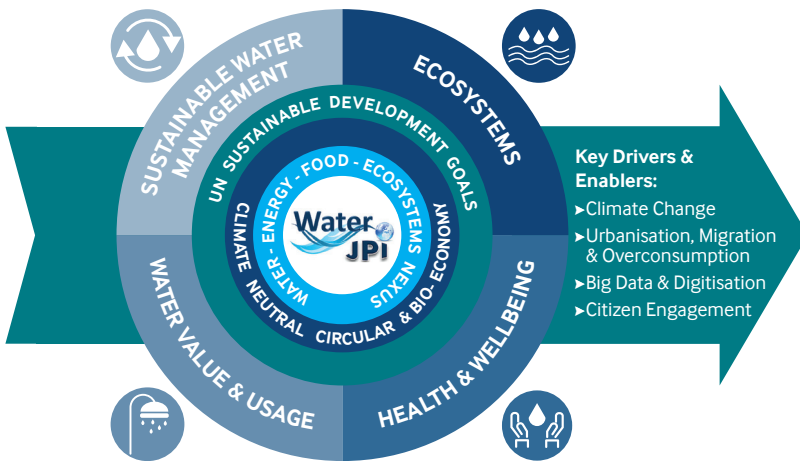 SUSTAINABLE WATER
MANAGEMENT
ECOSYSTEMS
UN SUSTAINABLE DEVELOPMENT GOALS
WATER - ENERGY - FOOD - ECOSYSTEMS NEXUS
CLIMATE NEUTRAL CIRCULAR & BIO-ECONOMY
Water
JPI
WATER VALUE & USAGE
HEALTH & WELLBEING
Key Drivers &
Enablers:
➤Climate Change
➤Urbanisation, Migration
& Overconsumption
➤Big Data & Digitisation
➤Citizen Engagement